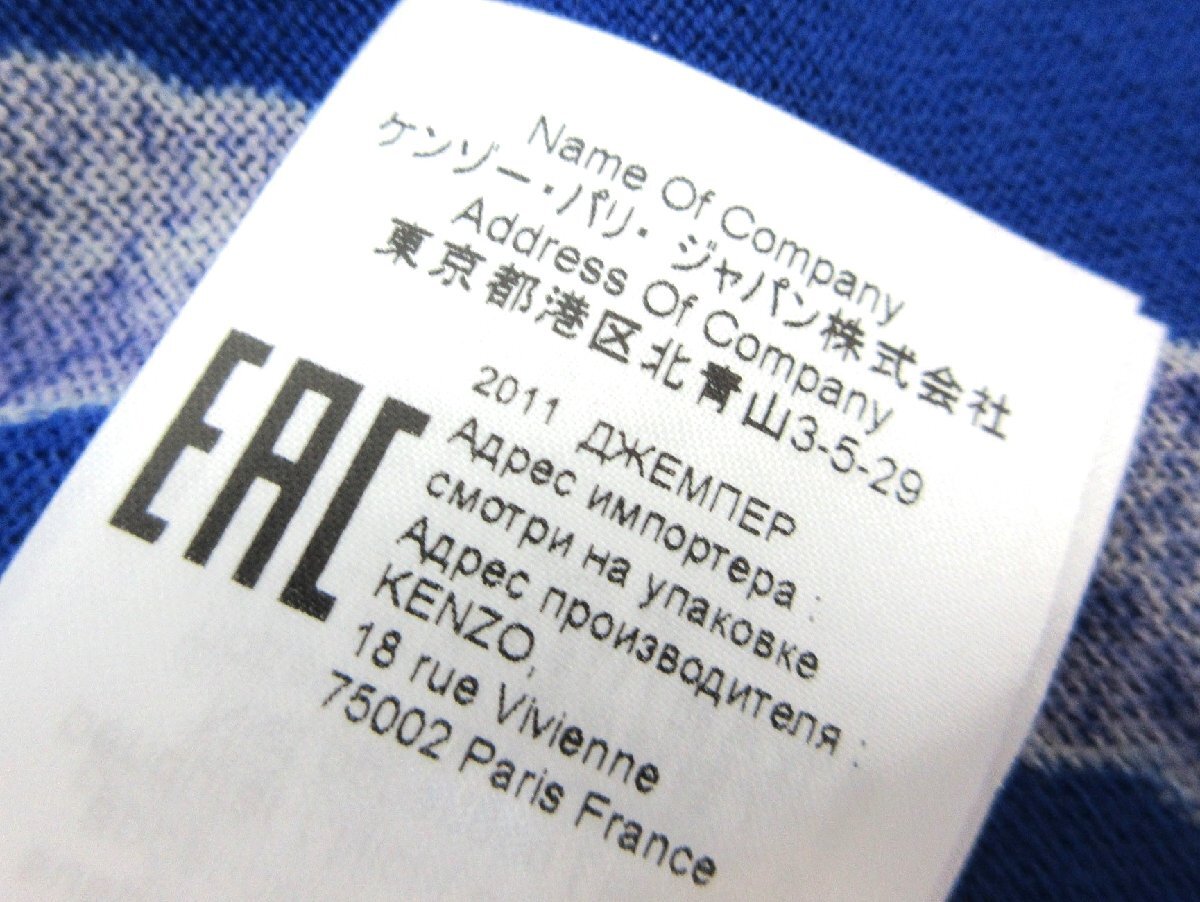 Name Of Company
ケンゾー・パリ・ジャパン株式会社
Address Of Company
東京都港区北青山3-5-29
EAC
2011 ДЖЕМПЕР
Адрес импортера :
смотри на упаковке
Адрес производителя :
KENZO,
18 rue Vivienne
75002 Paris France